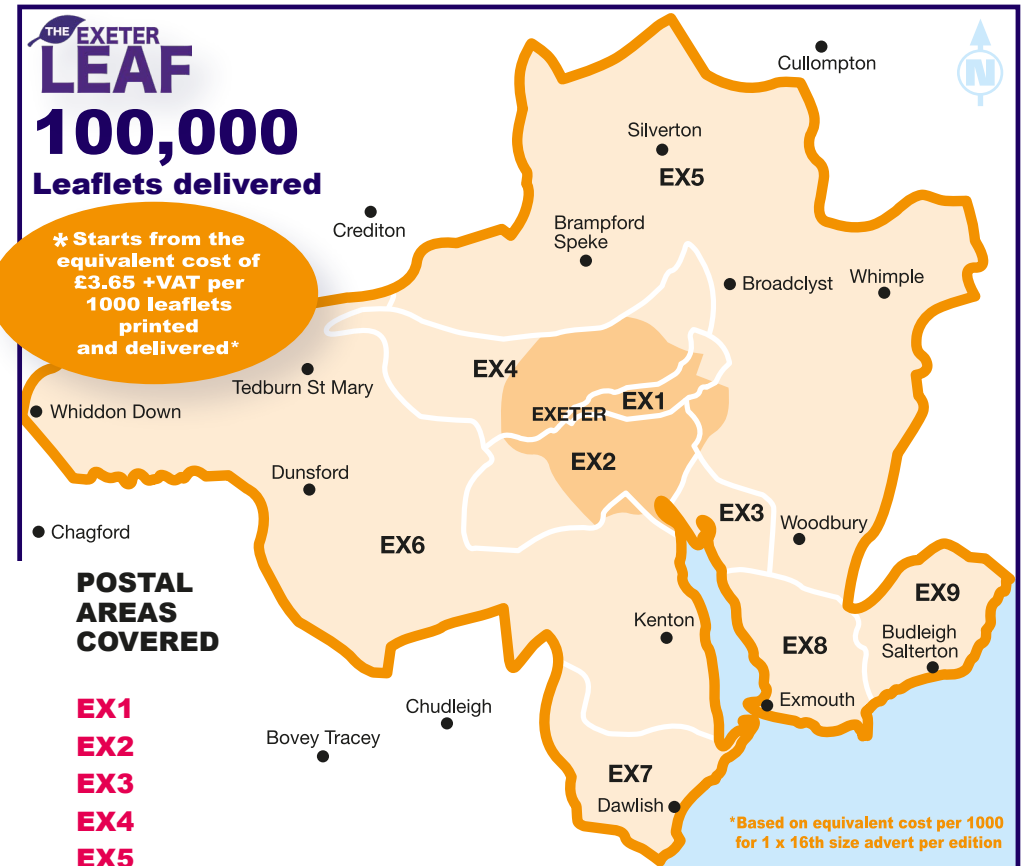 THE EXETER
LEAF
100,000
Leaflets delivered
* Starts from the
equivalent cost of
£3.65 +VAT per
1000 leaflets
printed
and delivered*
N
Cullompton
Silverton
EX5
Crediton
Brampford
Speke
Broadclyst
Whimple
EX4
Tedburn St Mary
EX1
Whiddon Down
EXETER
EX2
Dunsford
EX3
Woodbury
Chagford
EX6
POSTAL
AREAS
COVERED
EX9
Kenton
Budleigh
Salterton
EX8
Exmouth
EX1
Chudleigh
EX2
Bovey Tracey
EX3
EX7
Dawlish
EX4
EX5
*Based on equivalent cost per 1000
for 1 x 16th size advert per edition